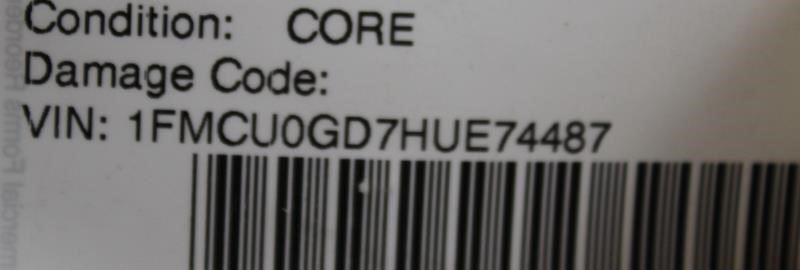 Condition: CORE
Damage Code:
VIN: 1FMCU0GD7HUE74487